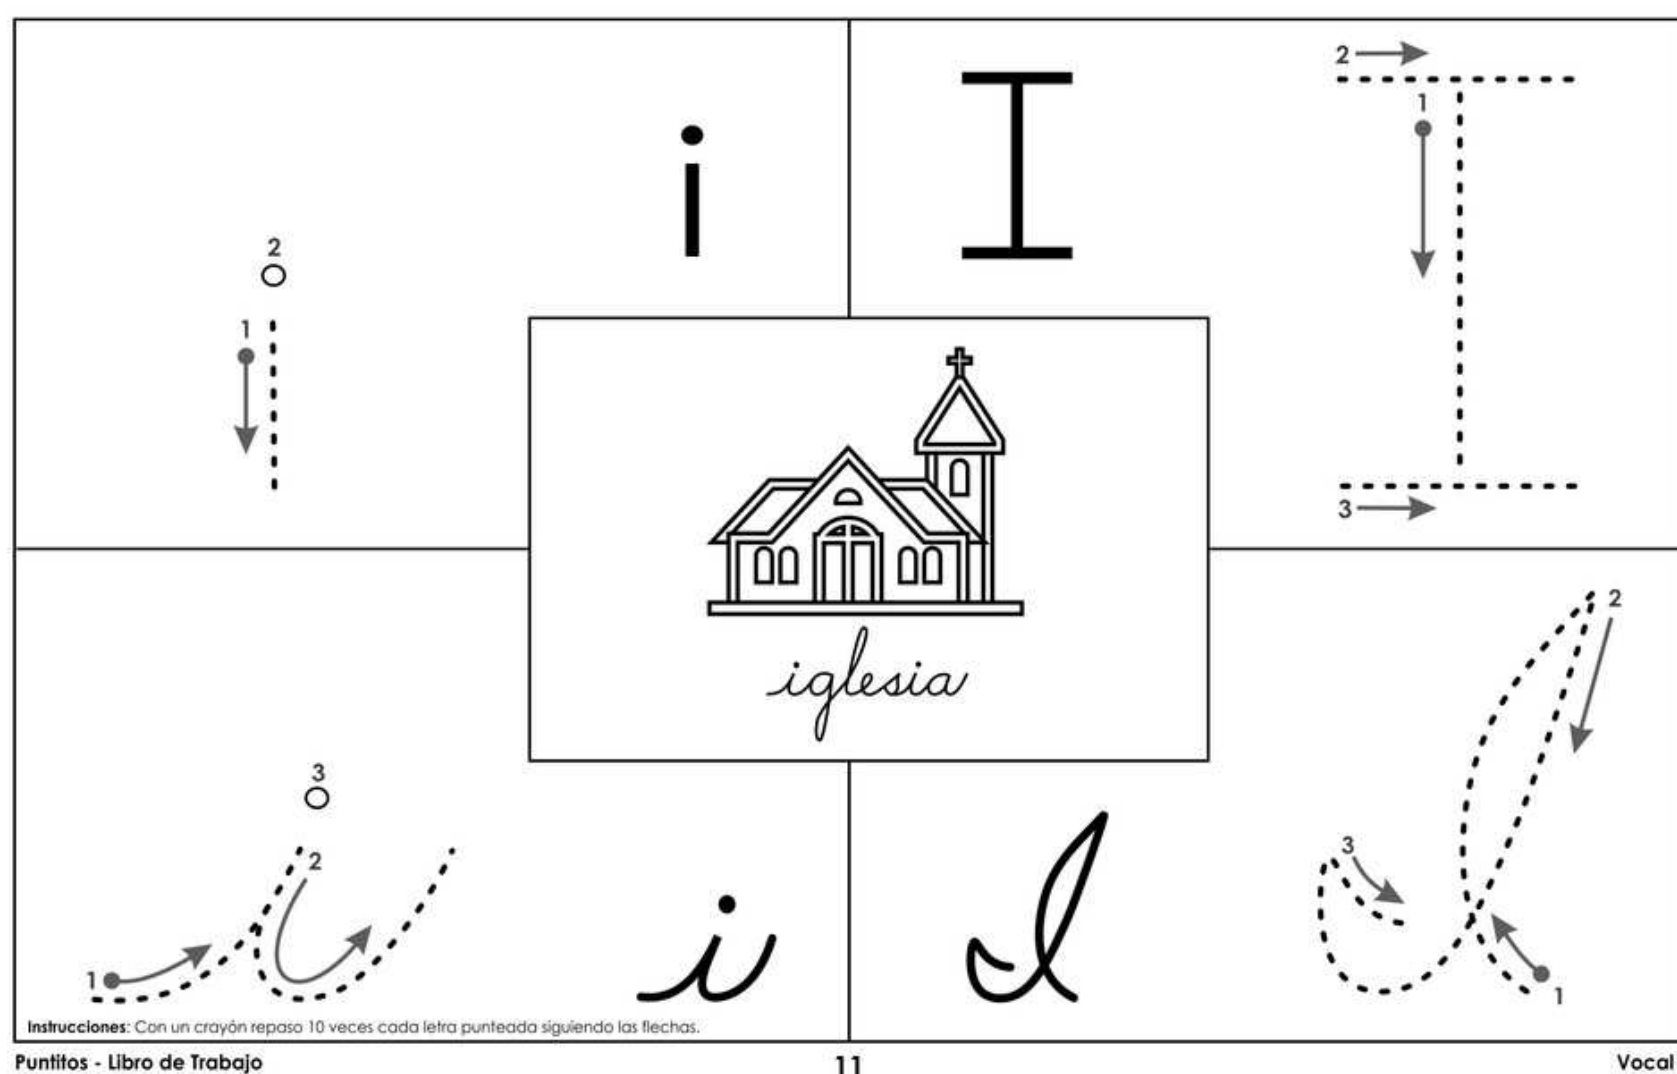 i I
2
1
2
1
3
iglesia
3
2
1
i I
2
3
1
Instrucciones: Con un crayón repaso 10 veces cada letra punteada siguiendo las flechas.
Puntitos - Libro de Trabajo 11 Vocal